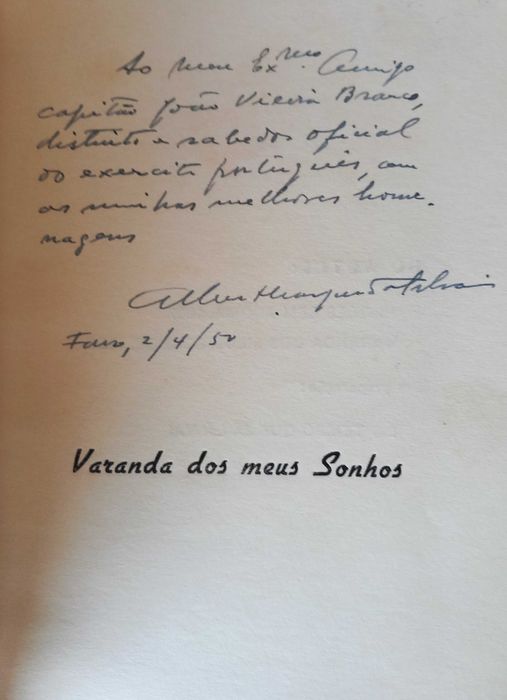 Ao meu Ex.mo Amigo
capitão João Vieira Branco,
distinto e sabedor oficial
do exercito português, com
as minhas melhores home-
nagens
Faro, 2/4/50
Varanda dos meus Sonhos